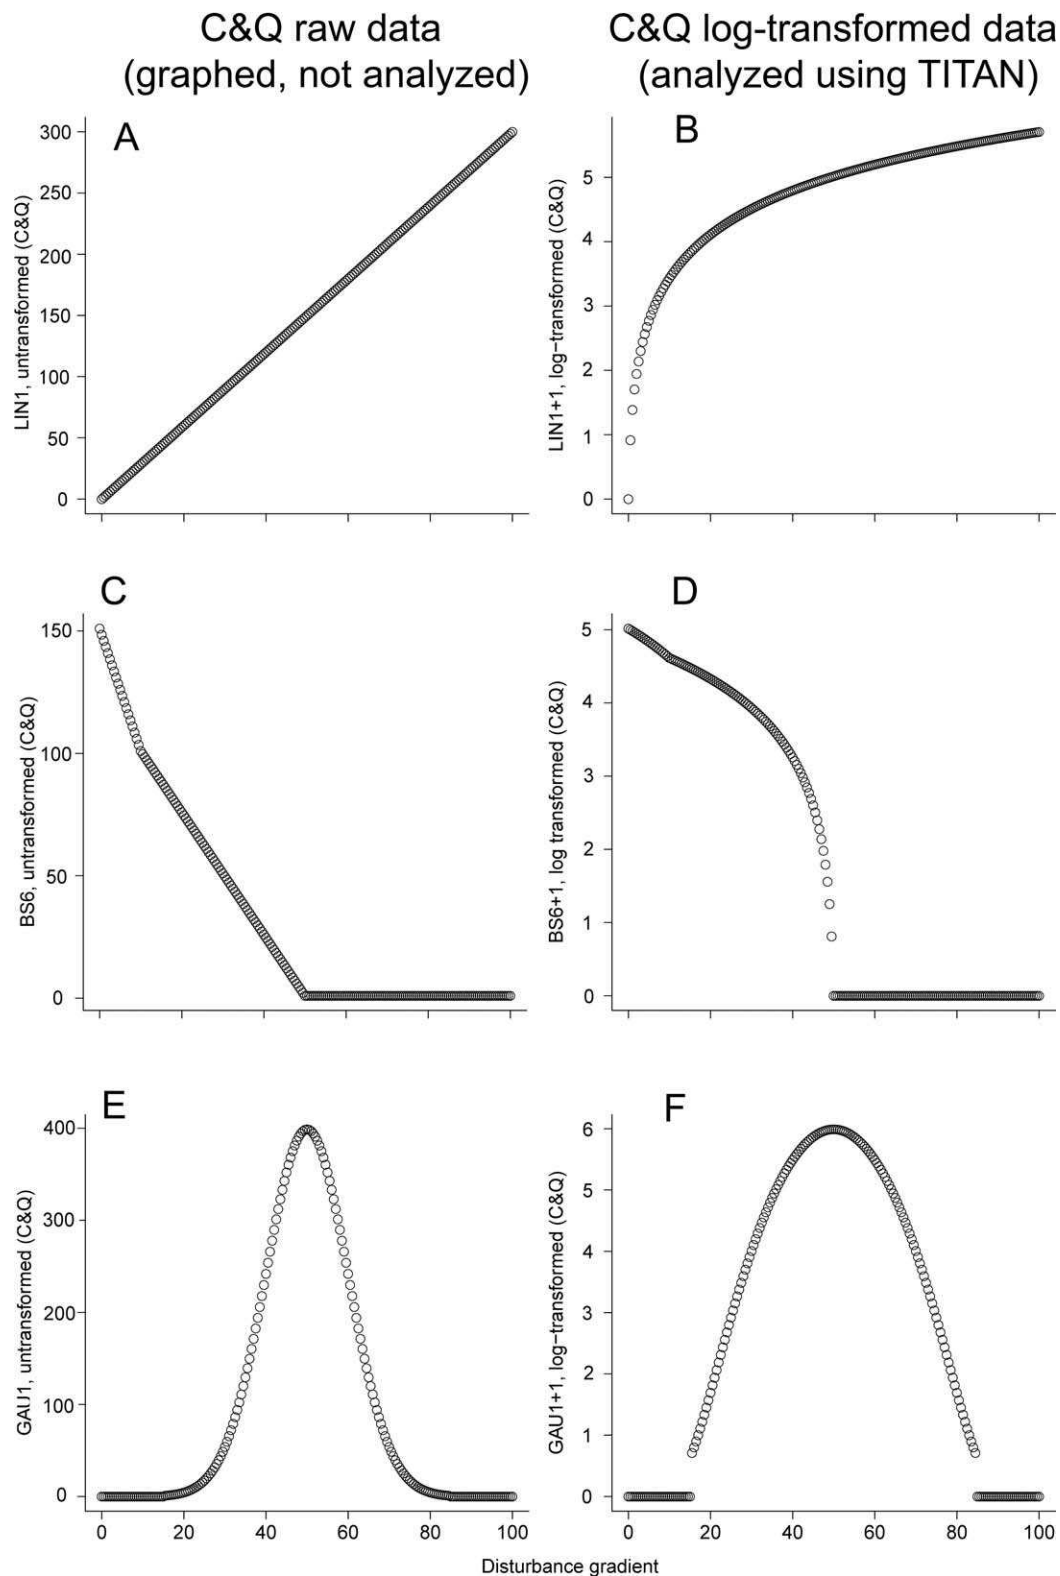 C&Q raw data
(graphed, not analyzed)
C&Q log-transformed data
(analyzed using TITAN)
A
LIN1, untransformed (C&Q)
300
250
200
150
100
50
0
B
LIN1+1, log-transformed (C&Q)
5
4
3
2
1
0
C
BS6, untransformed (C&Q)
150
100
50
0
D
BS6+1, log transformed (C&Q)
5
4
3
2
1
0
E
GAU1, untransformed (C&Q)
400
300
200
100
0
0 20 40 60 80 100
F
GAU1+1, log-transformed (C&Q)
6
5
4
3
2
1
0
0 20 40 60 80 100
Disturbance gradient